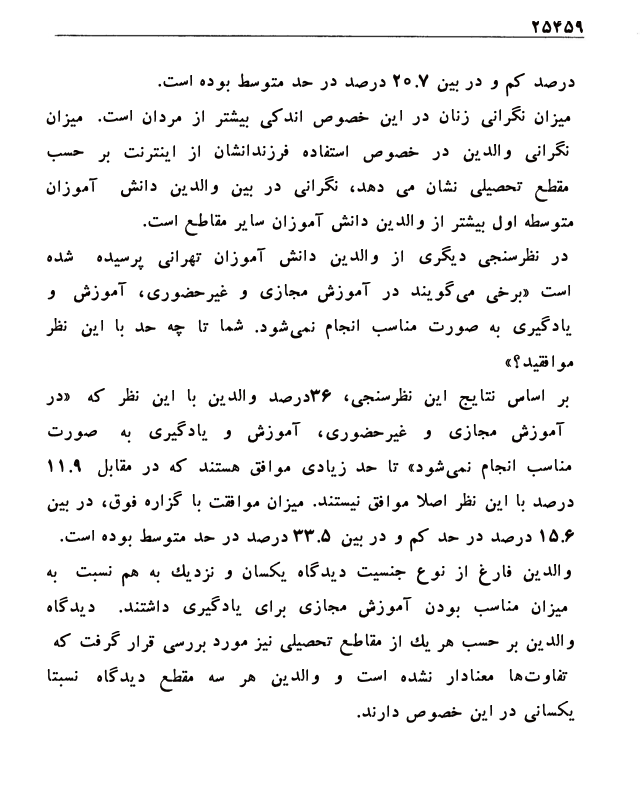 ۲۵۴۵۹
درصد کم و در بین ۲۰.۷ درصد در حد متوسط بوده است.
میزان نگرانی زنان در این خصوص اندکی بیشتر از مردان است. میزان
نگرانی والدین در خصوص استفاده فرزندانشان از اینترنت بر حسب
مقطع تحصیلی نشان می دهد، نگرانی در بین والدین دانش آموزان
متوسطه اول بیشتر از والدین دانش آموزان سایر مقاطع است.
در نظرسنجی دیگری از والدین دانش آموزان تهرانی پرسیده شده
است «برخی می‌گویند در آموزش مجازی و غیرحضوری، آموزش و
یادگیری به صورت مناسب انجام نمی‌شود. شما تا چه حد با این نظر
موافقید؟»
بر اساس نتایج این نظرسنجی، ۳۶درصد والدین با این نظر که «در
آموزش مجازی و غیرحضوری، آموزش و یادگیری به صورت
مناسب انجام نمی‌شود» تا حد زیادی موافق هستند که در مقابل ۱۱.۹
درصد با این نظر اصلا موافق نیستند. میزان موافقت با گزاره فوق، در بین
۱۵.۶ درصد در حد کم و در بین ۳۳.۵ درصد در حد متوسط بوده است.
والدین فارغ از نوع جنسیت دیدگاه یکسان و نزدیك به هم نسبت به
میزان مناسب بودن آموزش مجازی برای یادگیری داشتند. دیدگاه
والدین بر حسب هر یك از مقاطع تحصیلی نیز مورد بررسی قرار گرفت که
تفاوت‌ها معنادار نشده است و والدین هر سه مقطع دیدگاه نسبتا
یکسانی در این خصوص دارند.